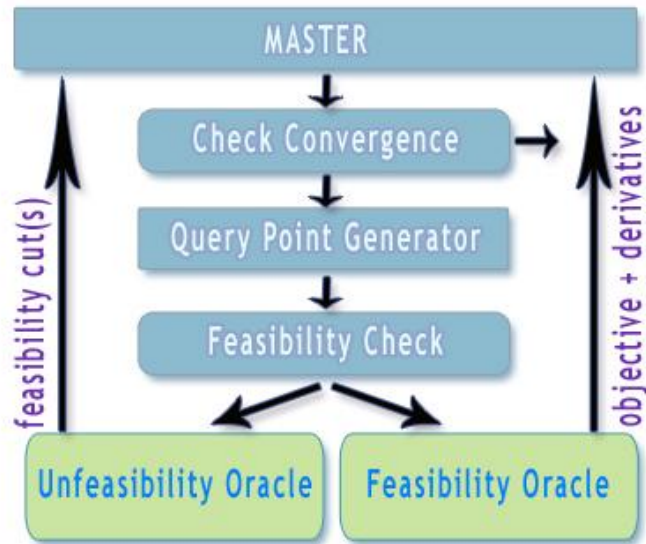 MASTER
Check Convergence
Query Point Generator
Feasibility Check
feasibility cut(s)
objective + derivatives
Unfeasibility Oracle
Feasibility Oracle